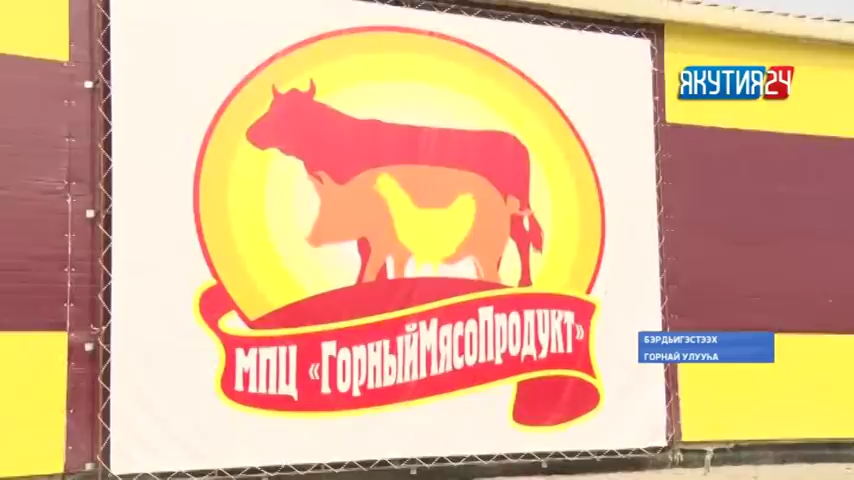 ЯКУТИЯ24
МПЦ «ГорныйМясоПродукт»
БЭРДЬИГЭСТЭЭХ
ГОРНАЙ УЛУУҺА